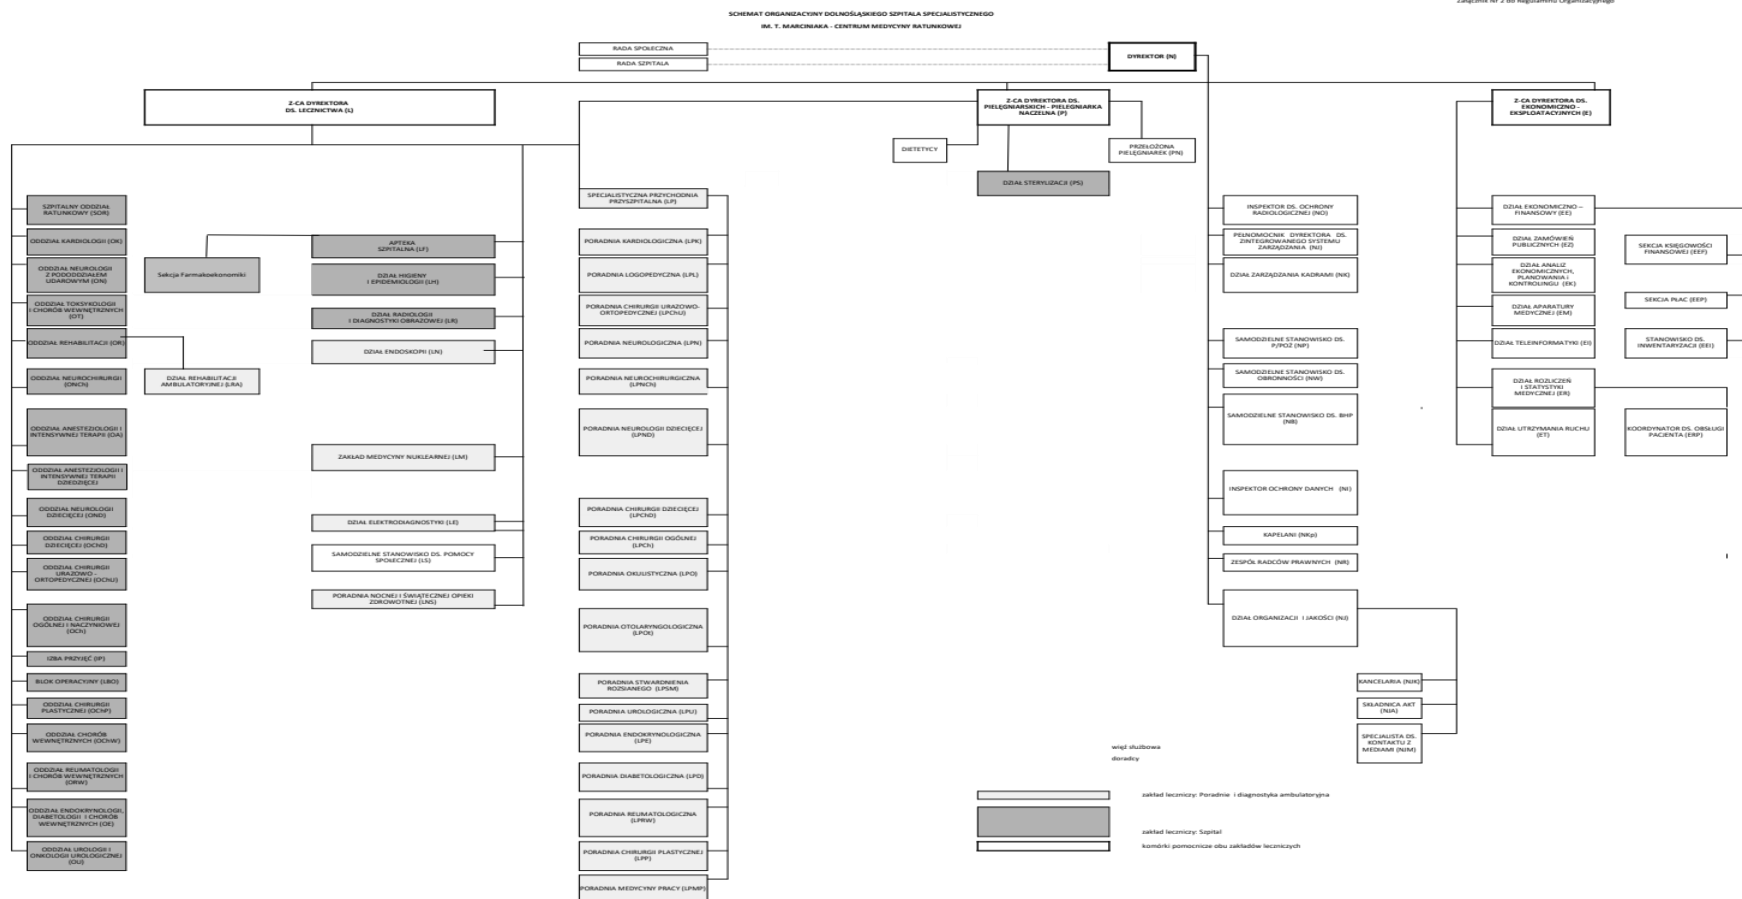 Załącznik Nr 2 do Regulaminu Organizacyjnego
SCHEMAT ORGANIZACYJNY DOLNOŚLĄSKIEGO SZPITALA SPECJALISTYCZNEGO
IM. T. MARCINIAKA - CENTRUM MEDYCYNY RATUNKOWEJ
RADA SPOŁECZNA
RADA SZPITALA
DYREKTOR (N)
Z-CA DYREKTORA
DS. LECZNICTWA (L)
Z-CA DYREKTORA DS.
PIELĘGNIARSKICH - PIELĘGNIARKA
NACZELNA (P)
Z-CA DYREKTORA DS.
EKONOMICZNO -
EKSPLOATACYJNYCH (E)
DIETETYCY
PRZEŁOŻONA
PIELĘGNIAREK (PN)
DZIAŁ STERYLIZACJI (PS)
SZPITALNY ODDZIAŁ
RATUNKOWY (SOR)
ODDZIAŁ KARDIOLOGII (OK)
ODDZIAŁ NEUROLOGII
Z PODODDZIAŁEM
UDAROWYM (ON)
ODDZIAŁ TOKSYKOLOGII
I CHORÓB WEWNĘTRZNYCH
(OT)
ODDZIAŁ REHABILITACJI (OR)
ODDZIAŁ NEUROCHIRURGII
(ONCh)
ODDZIAŁ ANESTEZJOLOGII I
INTENSYWNEJ TERAPII (OA)
ODDZIAŁ ANESTEZJOLOGII I
INTENSYWNEJ TERAPII
DZIEDZIĘCEJ
ODDZIAŁ NEUROLOGII
DZIECIĘCEJ (OND)
ODDZIAŁ CHIRURGII
DZIECIĘCEJ (OChD)
ODDZIAŁ CHIRURGII
URAZOWO -
ORTOPEDYCZNEJ (OChU)
ODDZIAŁ CHIRURGII
OGÓLNEJ I NACZYNIOWEJ
(OCh)
IZBA PRZYJĘĆ (IP)
BLOK OPERACYJNY (LBO)
ODDZIAŁ CHIRURGII
PLASTYCZNEJ (OChP)
ODDZIAŁ CHORÓB
WEWNĘTRZNYCH (OChW)
ODDZIAŁ REUMATOLOGII
I CHORÓB WEWNĘTRZNYCH
(ORW)
ODDZIAŁ ENDOKRYNOLOGII,
DIABETOLOGII I CHORÓB
WEWNĘTRZNYCH (OE)
ODDZIAŁ UROLOGII I
ONKOLOGII UROLOGICZNEJ
(OU)
Sekcja Farmakoekonomiki
DZIAŁ REHABILITACJI
AMBULATORYJNEJ (LRA)
APTEKA
SZPITALNA (LF)
DZIAŁ HIGIENY
I EPIDEMIOLOGII (LH)
DZIAŁ RADIOLOGII
I DIAGNOSTYKI OBRAZOWEJ (LR)
DZIAŁ ENDOSKOPII (LN)
ZAKŁAD MEDYCYNY NUKLEARNEJ (LM)
DZIAŁ ELEKTRODIAGNOSTYKI (LE)
SAMODZIELNE STANOWISKO DS. POMOCY
SPOŁECZNEJ (LS)
PORADNIA NOCNEJ I ŚWIĄTECZNEJ OPIEKI
ZDROWOTNEJ (LNS)
SPECJALISTYCZNA PRZYCHODNIA
PRZYSZPITALNA (LP)
PORADNIA KARDIOLOGICZNA (LPK)
PORADNIA LOGOPEDYCZNA (LPL)
PORADNIA CHIRURGII URAZOWO-
ORTOPEDYCZNEJ (LPChU)
PORADNIA NEUROLOGICZNA (LPN)
PORADNIA NEUROCHIRURGICZNA
(LPNCh)
PORADNIA NEUROLOGII DZIECIĘCEJ
(LPND)
PORADNIA CHIRURGII DZIECIĘCEJ
(LPChD)
PORADNIA CHIRURGII OGÓLNEJ
(LPCh)
PORADNIA OKULISTYCZNA (LPO)
PORADNIA OTOLARYNGOLOGICZNA
(LPOt)
PORADNIA STWARDNIENIA
ROZSIANEGO (LPSM)
PORADNIA UROLOGICZNA (LPU)
PORADNIA ENDOKRYNOLOGICZNA
(LPE)
PORADNIA DIABETOLOGICZNA (LPD)
PORADNIA REUMATOLOGICZNA
(LPRW)
PORADNIA CHIRURGII PLASTYCZNEJ
(LPP)
PORADNIA MEDYCYNY PRACY (LPMP)
INSPEKTOR DS. OCHRONY
RADIOLOGICZNEJ (NO)
PEŁNOMOCNIK DYREKTORA DS.
ZINTEGROWANEGO SYSTEMU
ZARZĄDZANIA (NJ)
DZIAŁ ZARZĄDZANIA KADRAMI (NK)
SAMODZIELNE STANOWISKO DS.
P/POŻ (NP)
SAMODZIELNE STANOWISKO DS.
OBRONNOŚCI (NW)
SAMODZIELNE STANOWISKO DS. BHP
(NB)
INSPEKTOR OCHRONY DANYCH (NI)
KAPELANI (NKp)
ZESPÓŁ RADCÓW PRAWNYCH (NR)
DZIAŁ ORGANIZACJI I JAKOŚCI (NJ)
KANCELARIA (NJK)
SKŁADNICA AKT
(NJA)
SPECJALISTA DS.
KONTAKTU Z
MEDIAMI (NJM)
DZIAŁ EKONOMICZNO –
FINANSOWY (EE)
DZIAŁ ZAMÓWIEŃ
PUBLICZNYCH (EZ)
DZIAŁ ANALIZ
EKONOMICZNYCH,
PLANOWANIA I
KONTROLINGU (EK)
DZIAŁ APARATURY
MEDYCZNEJ (EM)
DZIAŁ TELEINFORMATYKI (EI)
DZIAŁ ROZLICZEŃ
I STATYSTYKI
MEDYCZNEJ (ER)
DZIAŁ UTRZYMANIA RUCHU
(ET)
SEKCJA KSIĘGOWOŚCI
FINANSOWEJ (EEF)
SEKCJA PŁAC (EEP)
STANOWISKO DS.
INWENTARYZACJI (EEI)
KOORDYNATOR DS. OBSŁUGI
PACJENTA (ERP)
więź służbowa
doradcy
zakład leczniczy: Poradnie i diagnostyka ambulatoryjna
zakład leczniczy: Szpital
komórki pomocnicze obu zakładów leczniczych